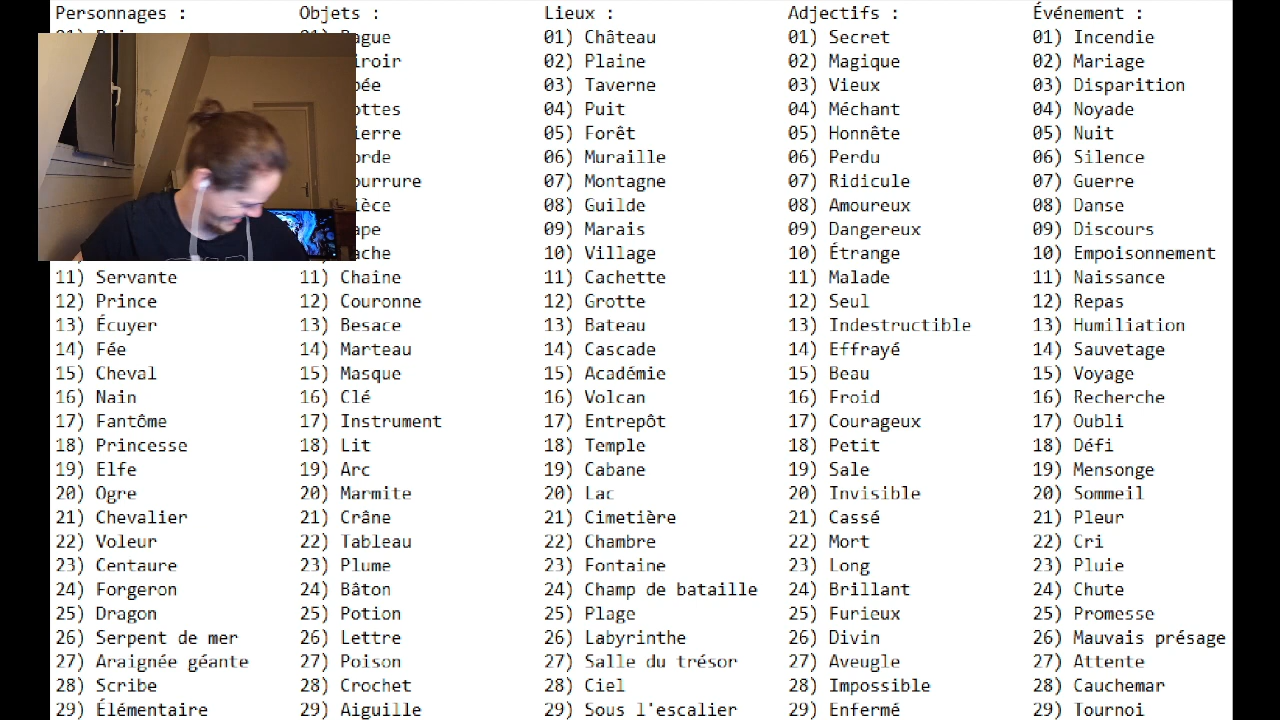 Personnages : Objets : Lieux : Adjectifs : Événement :
01) Château 01) Secret 01) Incendie
02) Plaine 02) Magique 02) Mariage
03) Taverne 03) Vieux 03) Disparition
04) Puit 04) Méchant 04) Noyade
05) Forêt 05) Honnête 05) Nuit
06) Muraille 06) Perdu 06) Silence
07) Montagne 07) Ridicule 07) Guerre
08) Guilde 08) Amoureux 08) Danse
09) Marais 09) Dangereux 09) Discours
10) Village 10) Étrange 10) Empoisonnement
11) Servante 11) Chaine 11) Cachette 11) Malade 11) Naissance
12) Prince 12) Couronne 12) Grotte 12) Seul 12) Repas
13) Écuyer 13) Besace 13) Bateau 13) Indestructible 13) Humiliation
14) Fée 14) Marteau 14) Cascade 14) Effrayé 14) Sauvetage
15) Cheval 15) Masque 15) Académie 15) Beau 15) Voyage
16) Nain 16) Clé 16) Volcan 16) Froid 16) Recherche
17) Fantôme 17) Instrument 17) Entrepôt 17) Courageux 17) Oubli
18) Princesse 18) Lit 18) Temple 18) Petit 18) Défi
19) Elfe 19) Arc 19) Cabane 19) Sale 19) Mensonge
20) Ogre 20) Marmite 20) Lac 20) Invisible 20) Sommeil
21) Chevalier 21) Crâne 21) Cimetière 21) Cassé 21) Pleur
22) Voleur 22) Tableau 22) Chambre 22) Mort 22) Cri
23) Centaure 23) Plume 23) Fontaine 23) Long 23) Pluie
24) Forgeron 24) Bâton 24) Champ de bataille 24) Brillant 24) Chute
25) Dragon 25) Potion 25) Plage 25) Furieux 25) Promesse
26) Serpent de mer 26) Lettre 26) Labyrinthe 26) Divin 26) Mauvais présage
27) Araignée géante 27) Poison 27) Salle du trésor 27) Aveugle 27) Attente
28) Scribe 28) Crochet 28) Ciel 28) Impossible 28) Cauchemar
29) Élémentaire 29) Aiguille 29) Sous l'escalier 29) Enfermé 29) Tournoi